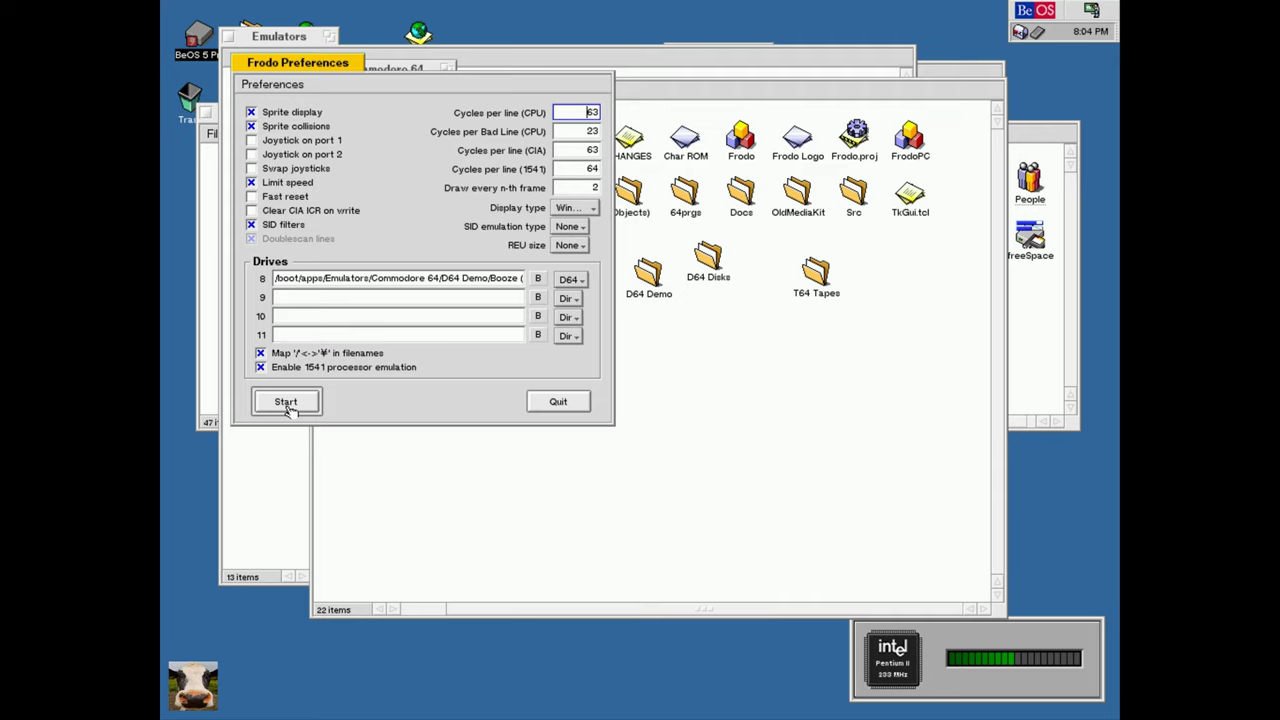 Emulators
Be OS
8:04 PM
BeOS 5
Frodo Preferences
Preferences
Sprite display
Sprite collisions
Joystick on port 1
Joystick on port 2
Swap joysticks
Limit speed
Fast reset
Clear CIA ICR on write
SID filters
Doublescan lines
Cycles per line (CPU) 63
Cycles per Bad Line (CPU) 23
Cycles per line (CIA) 63
Cycles per line (1541) 64
Draw every n-th frame 2
Display type Win...
SID emulation type None
REU size None
Drives
8 /boot/apps/Emulators/Commodore 64/D64 Demo/Booze ( B D64
9 B Dir
10 B Dir
11 B Dir
Map '/'<->'¥' in filenames
Enable 1541 processor emulation
Start
Quit
HANGES
Char ROM
Frodo
Frodo Logo
Frodo.proj
FrodoPC
Objects)
64prgs
Docs
OldMediaKit
Src
TkGui.tcl
D64 Demo
D64 Disks
T64 Tapes
People
freeSpace
Fil
47 i
13 items
22 items
intel
Pentium II
233 MHz